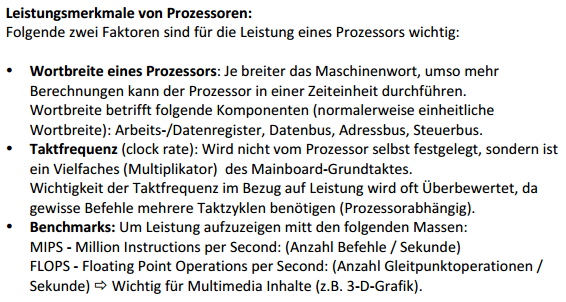 Leistungsmerkmale von Prozessoren:
Folgende zwei Faktoren sind für die Leistung eines Prozessors wichtig:
• Wortbreite eines Prozessors: Je breiter das Maschinenwort, umso mehr
Berechnungen kann der Prozessor in einer Zeiteinheit durchführen.
Wortbreite betrifft folgende Komponenten (normalerweise einheitliche
Wortbreite): Arbeits-/Datenregister, Datenbus, Adressbus, Steuerbus.
• Taktfrequenz (clock rate): Wird nicht vom Prozessor selbst festgelegt, sondern ist
ein Vielfaches (Multiplikator) des Mainboard-Grundtaktes.
Wichtigkeit der Taktfrequenz im Bezug auf Leistung wird oft Überbewertet, da
gewisse Befehle mehrere Taktzyklen benötigen (Prozessorabhängig).
• Benchmarks: Um Leistung aufzuzeigen mitt den folgenden Massen:
MIPS - Million Instructions per Second: (Anzahl Befehle / Sekunde)
FLOPS - Floating Point Operations per Second: (Anzahl Gleitpunktoperationen /
Sekunde) ⇨ Wichtig für Multimedia Inhalte (z.B. 3-D-Grafik).